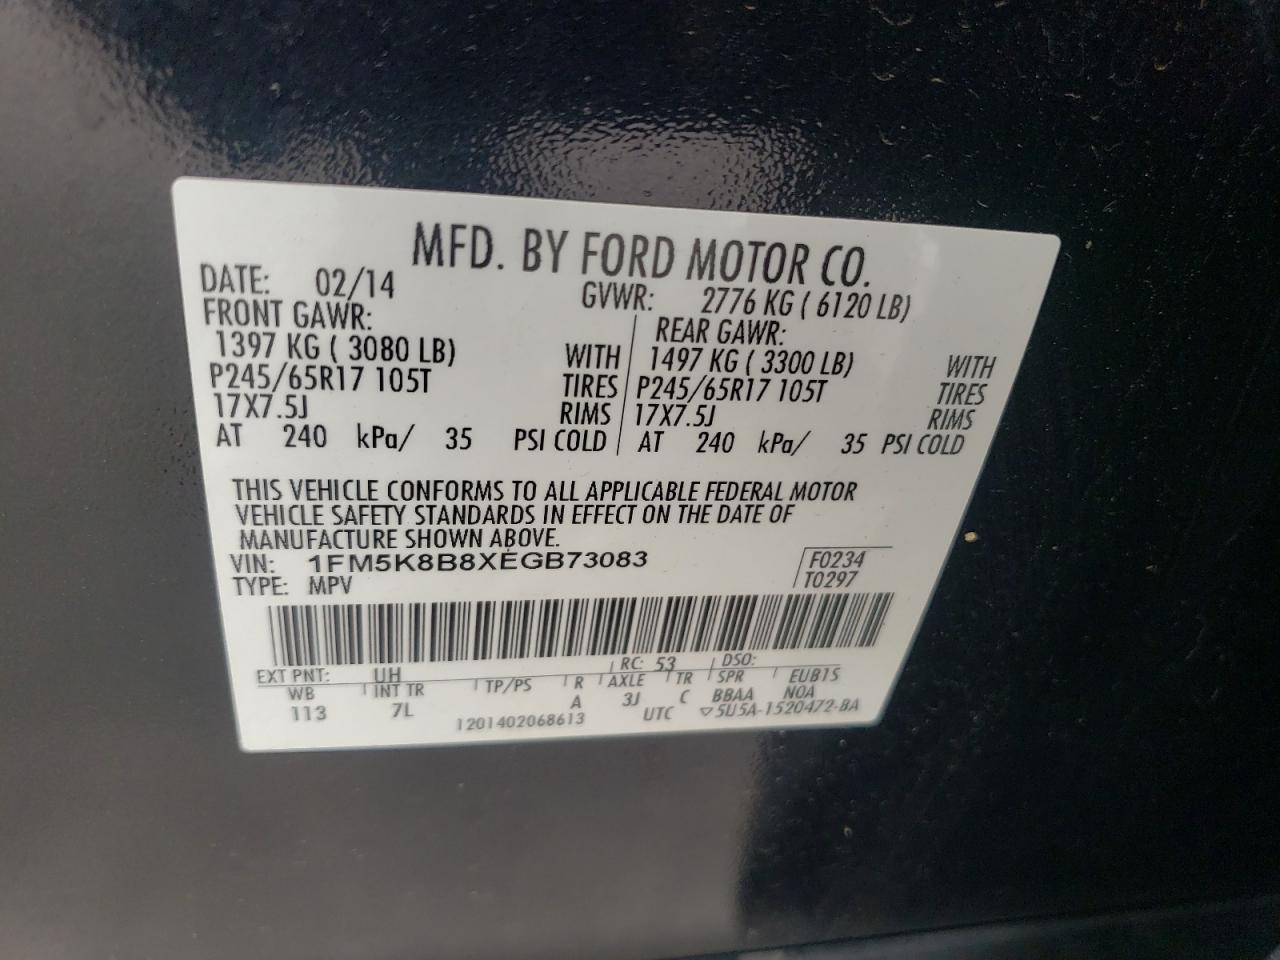 MFD. BY FORD MOTOR CO.
DATE: 02/14 GVWR: 2776 KG ( 6120 LB)
FRONT GAWR: REAR GAWR:
1397 KG ( 3080 LB) WITH 1497 KG ( 3300 LB) WITH
P245/65R17 105T TIRES P245/65R17 105T TIRES
17X7.5J RIMS 17X7.5J RIMS
AT 240 kPa/ 35 PSI COLD AT 240 kPa/ 35 PSI COLD
THIS VEHICLE CONFORMS TO ALL APPLICABLE FEDERAL MOTOR
VEHICLE SAFETY STANDARDS IN EFFECT ON THE DATE OF
MANUFACTURE SHOWN ABOVE.
VIN: 1FM5K8B8XEGB73083 F0234
TYPE: MPV T0297
EXT PNT: UH RC: 53 DSO:
WB INT TR TP/PS R AXLE TR SPR EUB15
113 7L A 3J C BBAA NOA
1201402068613 UTC ▽5U5A-1520472-BA